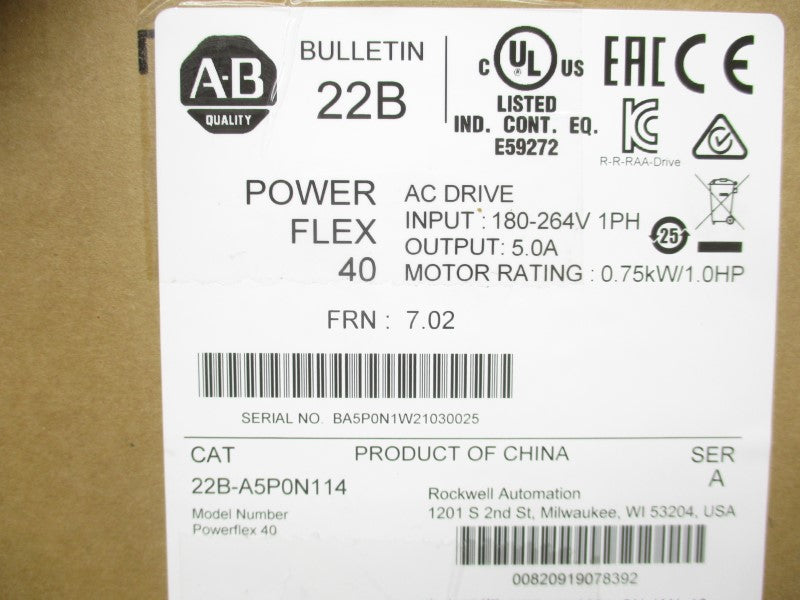 A-B
QUALITY
BULLETIN
22B
C UL US
LISTED
IND. CONT. EQ.
E59272
EAC CE
KC
R-R-RAA-Drive
POWER
FLEX
40
AC DRIVE
INPUT : 180-264V 1PH
OUTPUT: 5.0A
MOTOR RATING : 0.75kW/1.0HP
25
FRN : 7.02
SERIAL NO. BA5P0N1W21030025
CAT
PRODUCT OF CHINA
SER
22B-A5P0N114
A
Model Number
Powerflex 40
Rockwell Automation
1201 S 2nd St, Milwaukee, WI 53204, USA
00820919078392